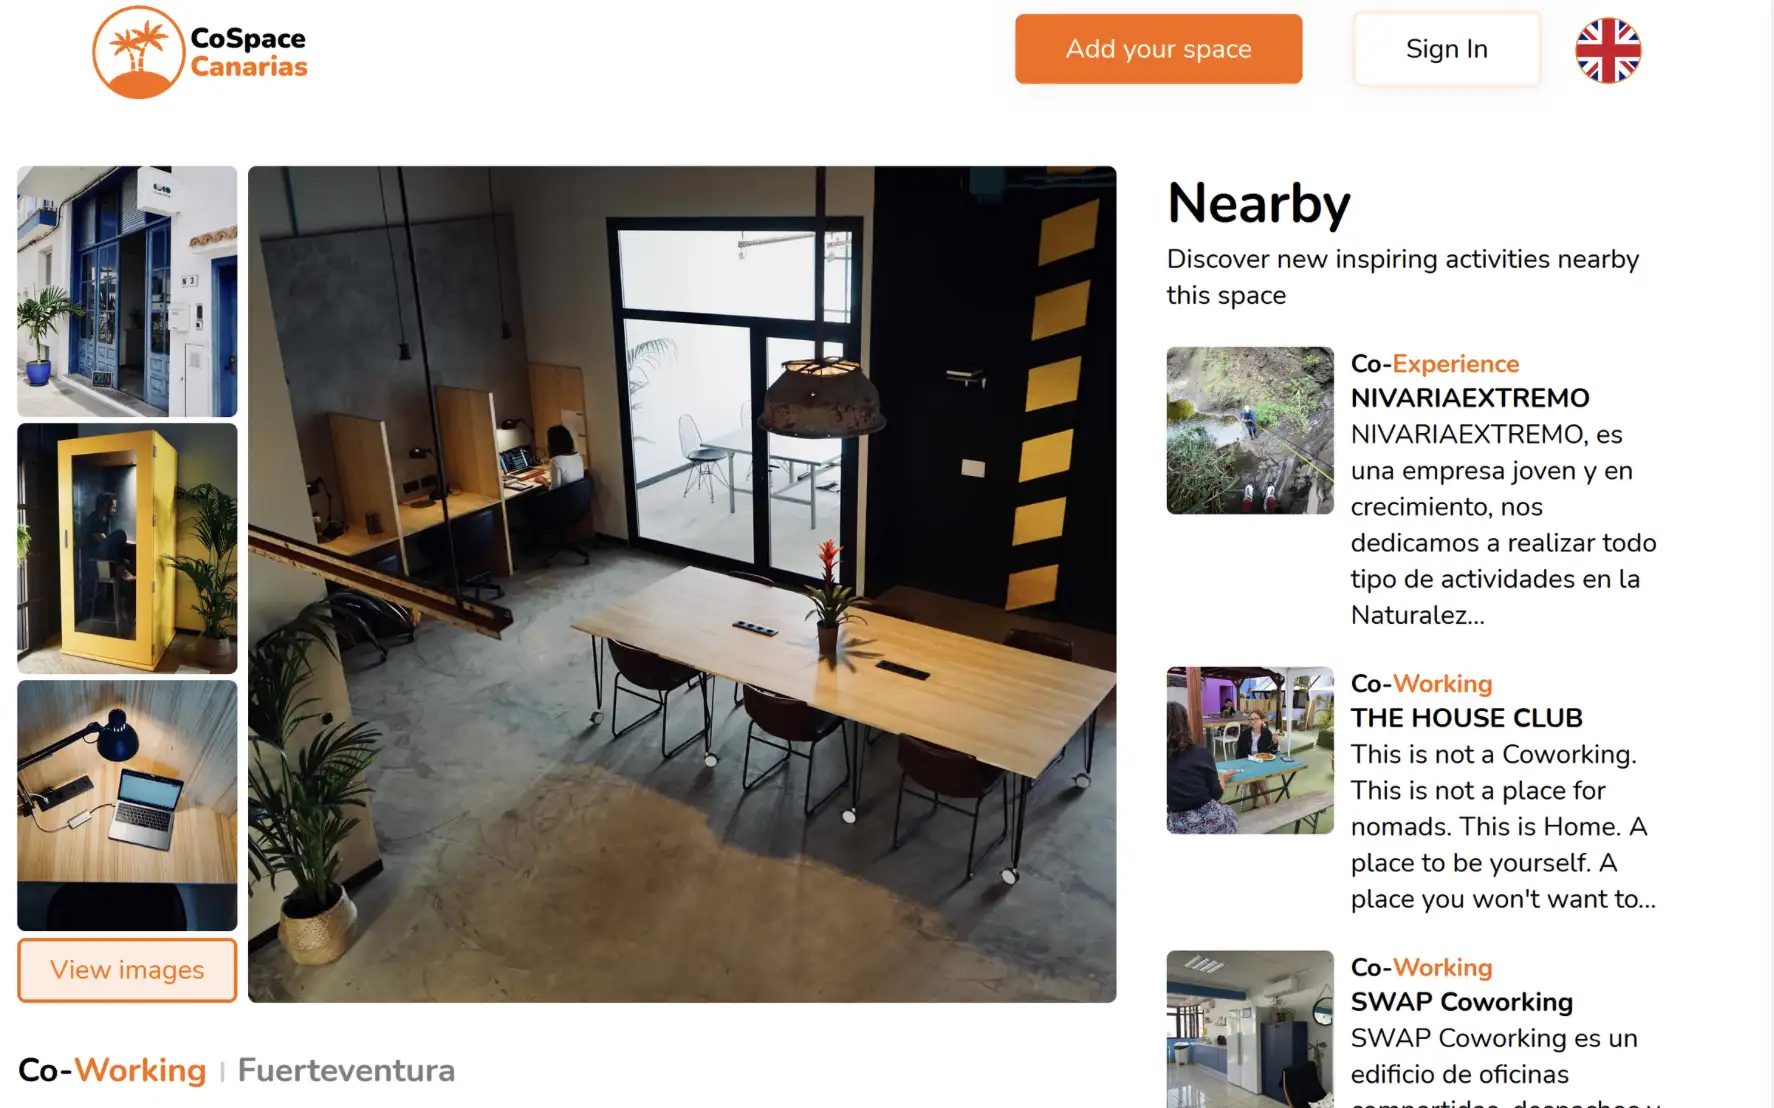 CoSpace
Canarias
Add your space
Sign In
N 3
View images
Co-Working | Fuerteventura
Nearby
Discover new inspiring activities nearby
this space
Co-Experience
NIVARIAEXTREMO
NIVARIAEXTREMO, es
una empresa joven y en
crecimiento, nos
dedicamos a realizar todo
tipo de actividades en la
Naturalez...
Co-Working
THE HOUSE CLUB
This is not a Coworking.
This is not a place for
nomads. This is Home. A
place to be yourself. A
place you won't want to...
Co-Working
SWAP Coworking
SWAP Coworking es un
edificio de oficinas
compartidas, despachos y